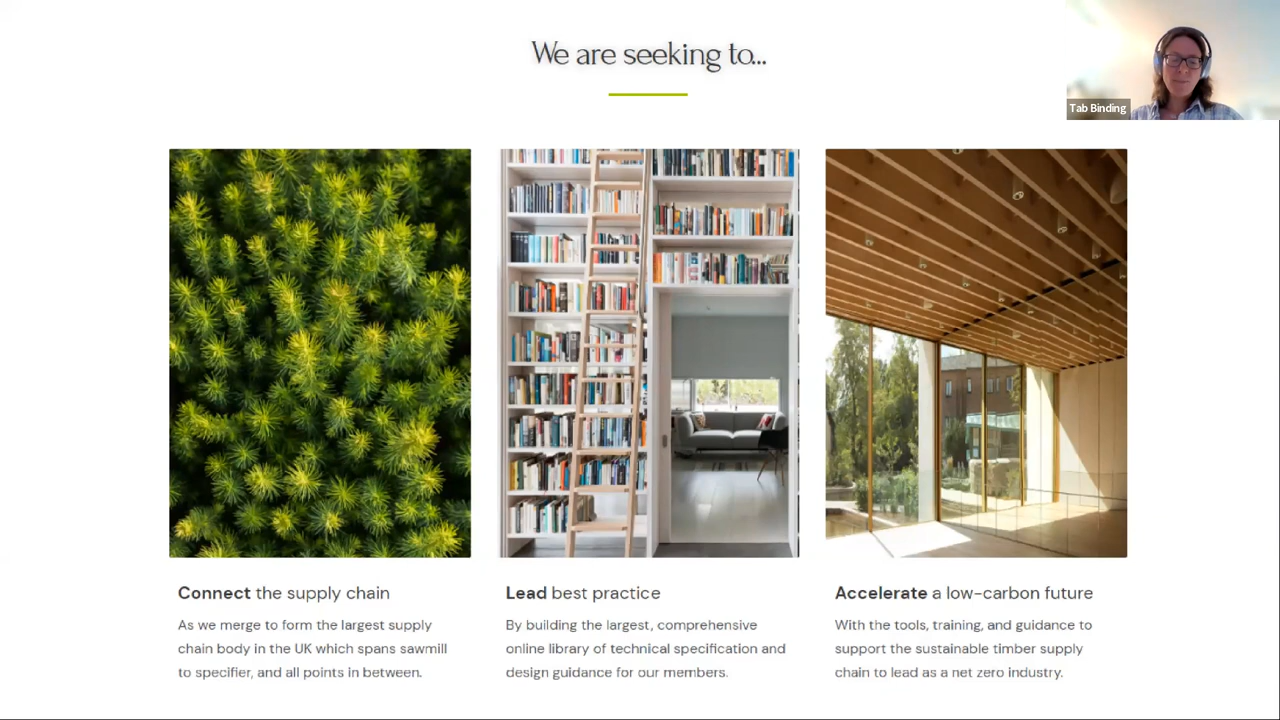 We are seeking to...
Tab Binding
Connect the supply chain
As we merge to form the largest supply
chain body in the UK which spans sawmill
to specifier, and all points in between.
Lead best practice
By building the largest, comprehensive
online library of technical specification and
design guidance for our members.
Accelerate a low-carbon future
With the tools, training, and guidance to
support the sustainable timber supply
chain to lead as a net zero industry.